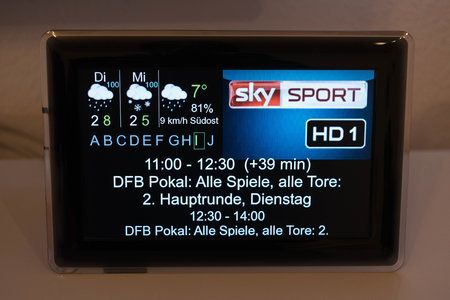 Di 100 Mi 100 7°
81%
2 8 2 5 9 km/h Südost
A B C D E F G H I J
sky SPORT
HD 1
11:00 - 12:30 (+39 min)
DFB Pokal: Alle Spiele, alle Tore:
2. Hauptrunde, Dienstag
12:30 - 14:00
DFB Pokal: Alle Spiele, alle Tore: 2.